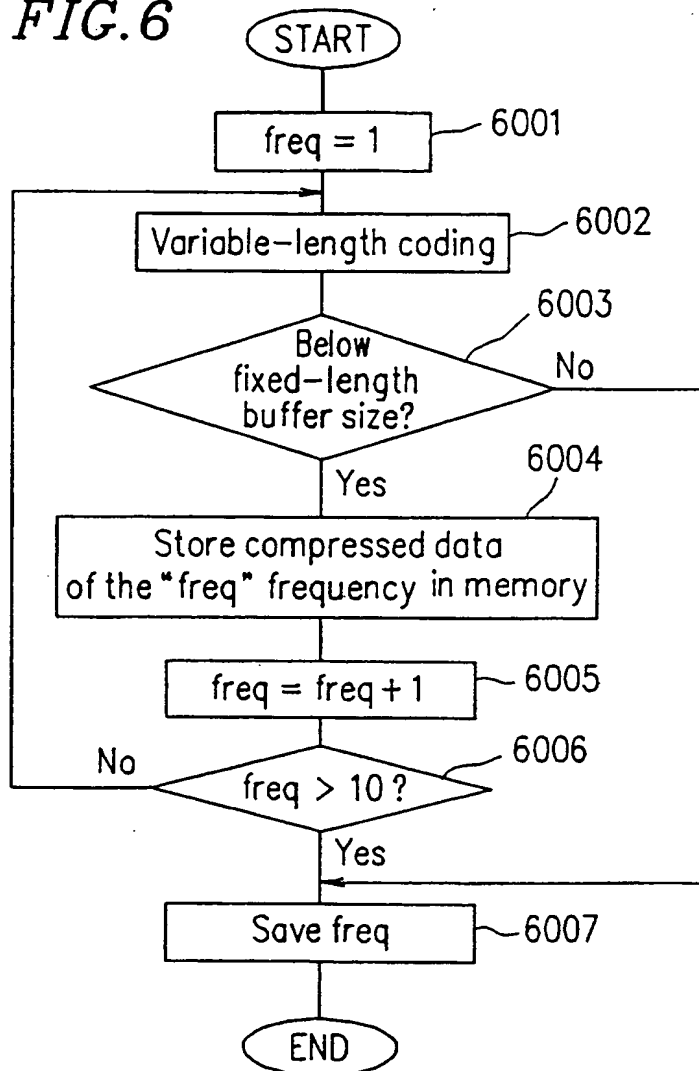 FIG.6
START
freq = 1
6001
Variable-length coding
6002
6003
Below
fixed-length
buffer size?
No
Yes
6004
Store compressed data
of the "freq" frequency in memory
freq = freq + 1
6005
6006
No
freq > 10 ?
Yes
Save freq
6007
END